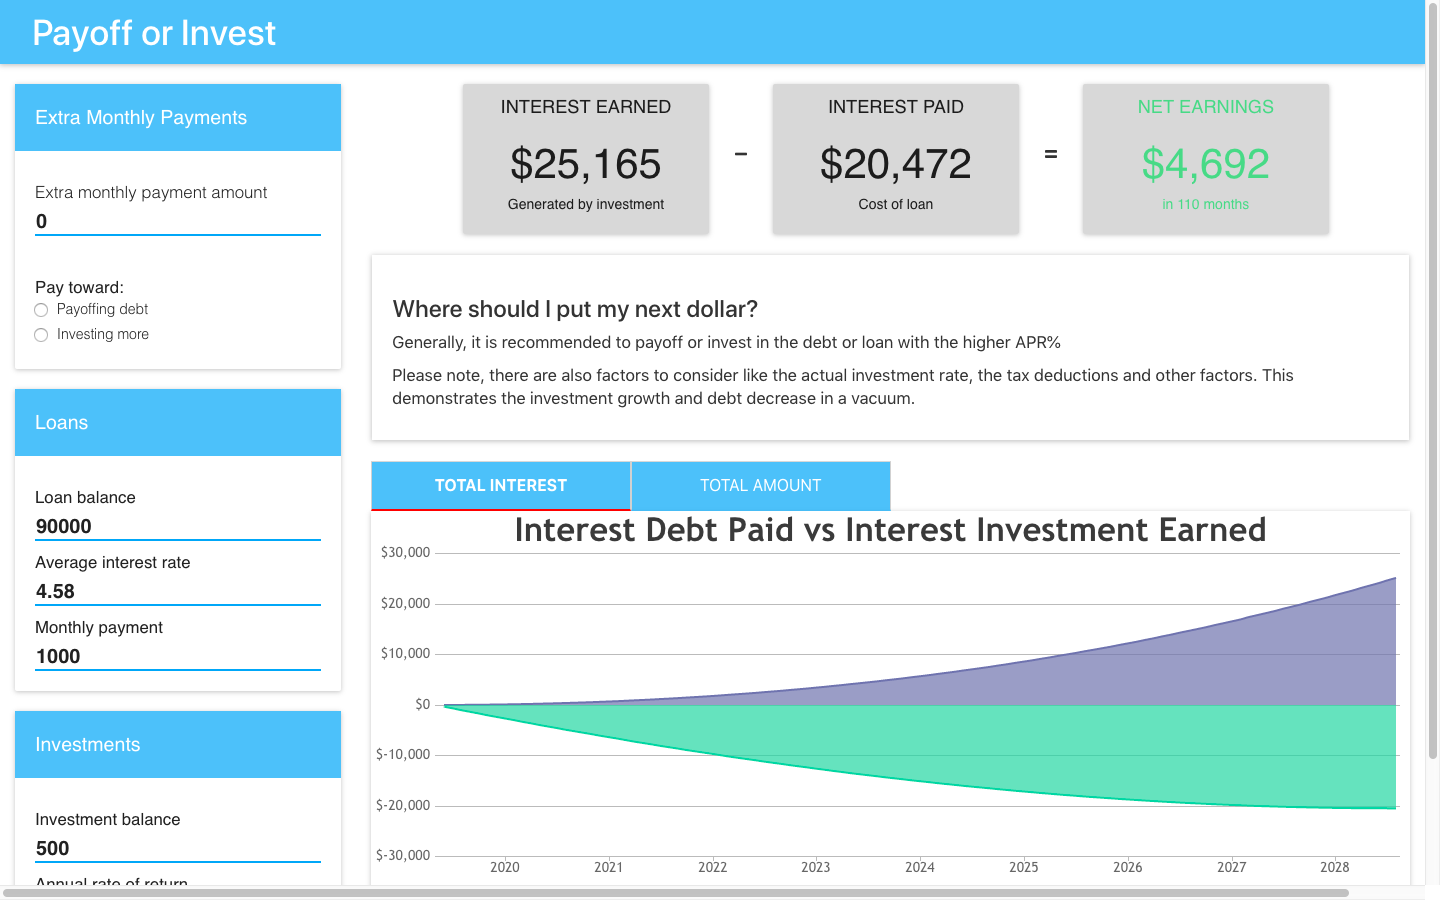 Payoff or Invest
Extra Monthly Payments
Extra monthly payment amount
0
Pay toward:
Payoffing debt
Investing more
Loans
Loan balance
90000
Average interest rate
4.58
Monthly payment
1000
Investments
Investment balance
500
Annual rate of return
INTEREST EARNED
$25,165
Generated by investment
-
INTEREST PAID
$20,472
Cost of loan
=
NET EARNINGS
$4,692
in 110 months
Where should I put my next dollar?
Generally, it is recommended to payoff or invest in the debt or loan with the higher APR%
Please note, there are also factors to consider like the actual investment rate, the tax deductions and other factors. This
demonstrates the investment growth and debt decrease in a vacuum.
TOTAL INTEREST
TOTAL AMOUNT
Interest Debt Paid vs Interest Investment Earned
$30,000
$20,000
$10,000
$0
$-10,000
$-20,000
$-30,000
2020 2021 2022 2023 2024 2025 2026 2027 2028